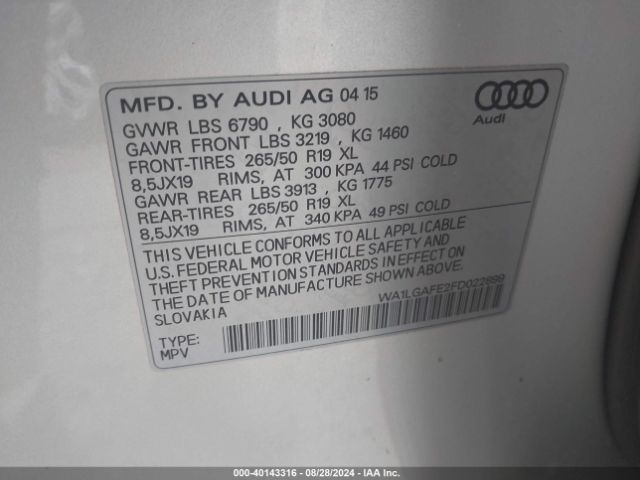 MFD. BY AUDI AG 04 15
Audi
GVWR LBS 6790 , KG 3080
GAWR FRONT LBS 3219 , KG 1460
FRONT-TIRES 265/50 R19 XL
8,5JX19 RIMS, AT 300 KPA 44 PSI COLD
GAWR REAR LBS 3913 , KG 1775
REAR-TIRES 265/50 R19 XL
8,5JX19 RIMS, AT 340 KPA 49 PSI COLD
THIS VEHICLE CONFORMS TO ALL APPLICABLE
U.S. FEDERAL MOTOR VEHICLE SAFETY AND
THEFT PREVENTION STANDARDS IN EFFECT ON
THE DATE OF MANUFACTURE SHOWN ABOVE.
SLOVAKIA
WA1LGAFE2FD022899
TYPE:
MPV
000-40143316 - 08/28/2024 - IAA Inc.